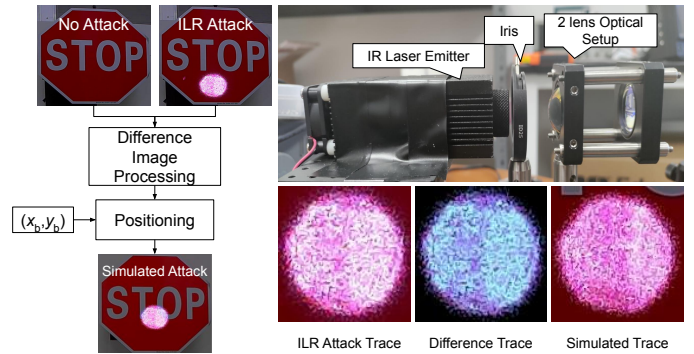 No Attack
STOP
ILR Attack
STOP
Difference
Image
Processing
(x_b,y_b)
Positioning
Simulated Attack
STOP
IR Laser Emitter
Iris
2 lens Optical
Setup
ILR Attack Trace
Difference Trace
Simulated Trace